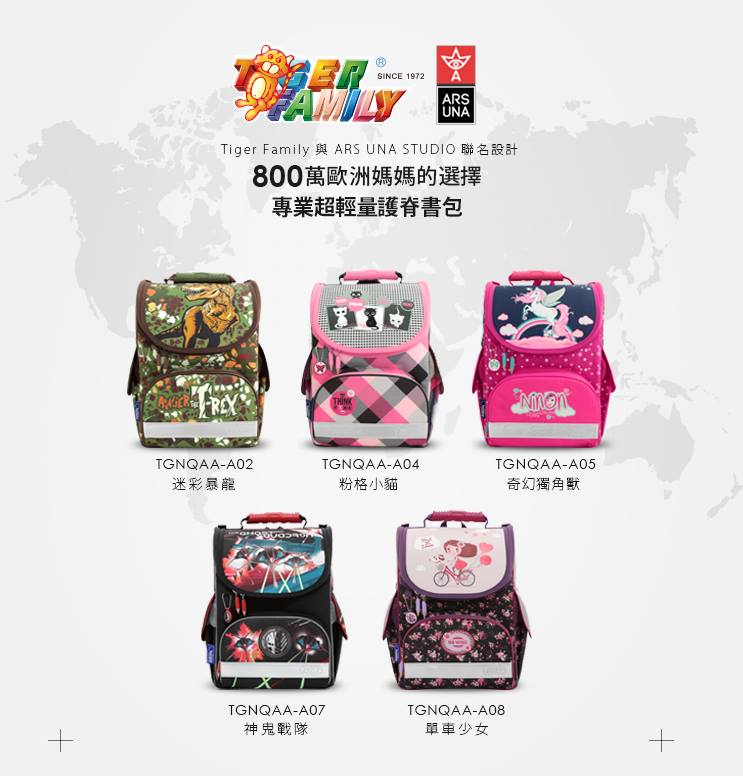 TIGER
FAMILY
®
SINCE 1972
ARS
UNA
Tiger Family 與 ARS UNA STUDIO 聯名設計
800萬歐洲媽媽的選擇
專業超輕量護脊書包
T-REX
THINK
Ninon
TGNQAA-A02
迷彩暴龍
TGNQAA-A04
粉格小貓
TGNQAA-A05
奇幻獨角獸
TGNQAA-A07
神鬼戰隊
TGNQAA-A08
單車少女